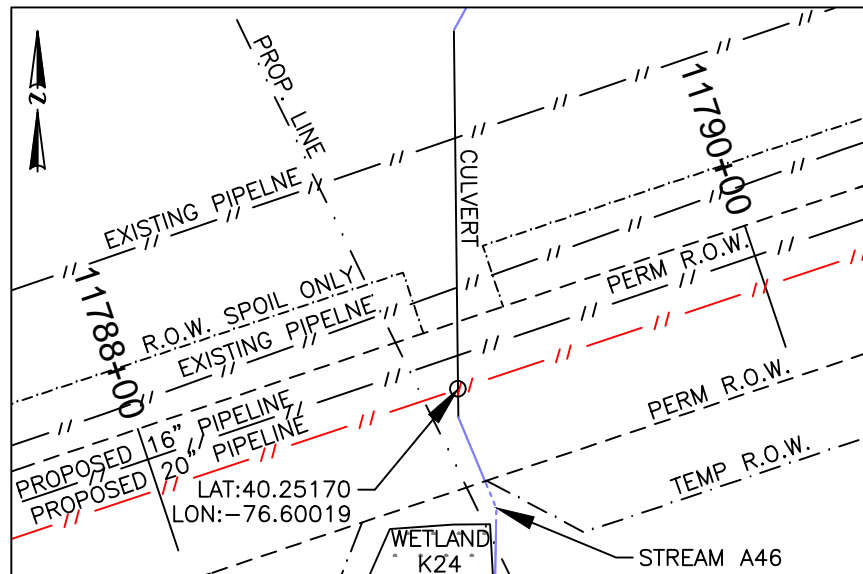 N
PROP. LINE
CULVERT
11790+00
EXISTING PIPELNE
PERM R.O.W.
11788+00
R.O.W. SPOIL ONLY
EXISTING PIPELNE
PERM R.O.W.
PROPOSED 16" PIPELINE
PROPOSED 20" PIPELINE
TEMP R.O.W.
LAT:40.25170
LON:-76.60019
WETLAND
K24
STREAM A46